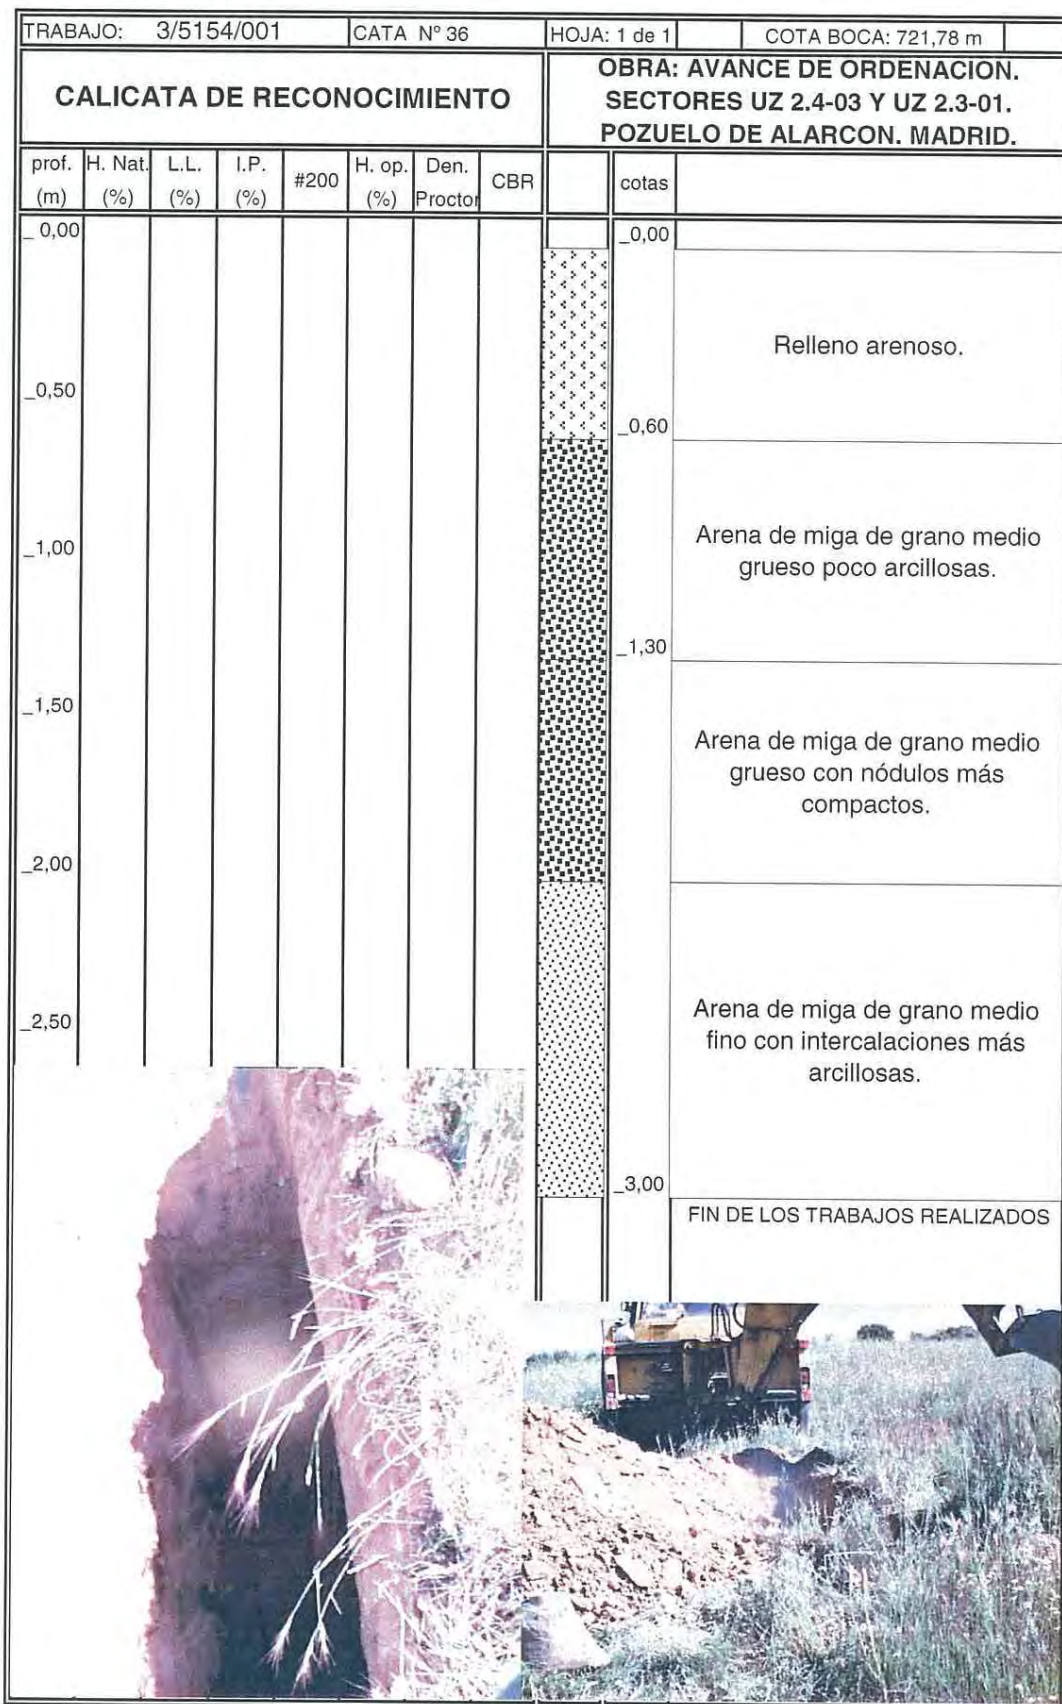 TRABAJO: 3/5154/001 CATA Nº 36 HOJA: 1 de 1 COTA BOCA: 721,78 m
CALICATA DE RECONOCIMIENTO
OBRA: AVANCE DE ORDENACION.
SECTORES UZ 2.4-03 Y UZ 2.3-01.
POZUELO DE ALARCON. MADRID.
prof. H. Nat. L.L. I.P. #200 H. op. Den. CBR cotas
(m) (%) (%) (%) (%) Proctor
_ 0,00 _0,00
Relleno arenoso.
_0,50
_0,60
Arena de miga de grano medio
_1,00
grueso poco arcillosas.
_1,30
_1,50
Arena de miga de grano medio
grueso con nódulos más
compactos.
_2,00
Arena de miga de grano medio
_2,50
fino con intercalaciones más
arcillosas.
_3,00
FIN DE LOS TRABAJOS REALIZADOS